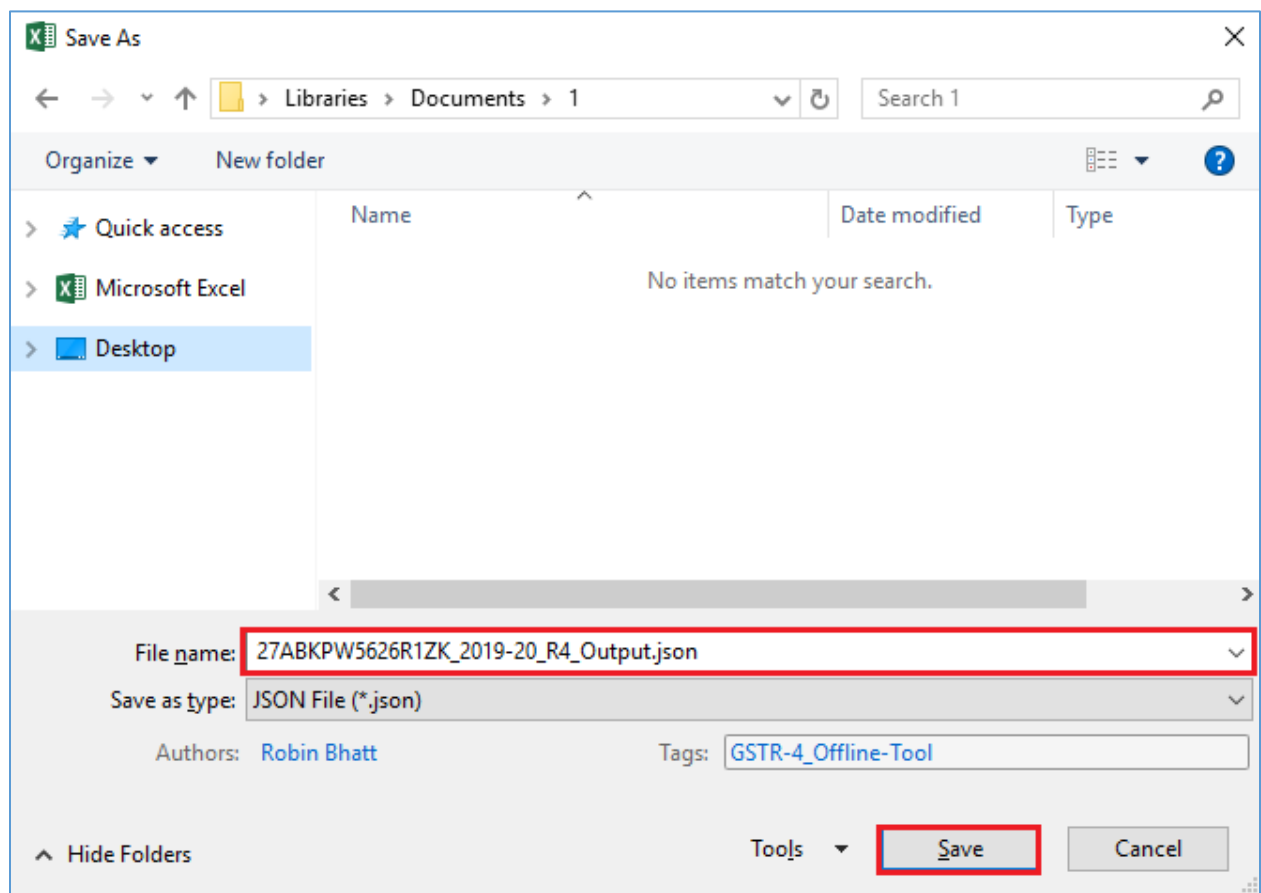 Save As
Libraries > Documents > 1
Search 1
Organize
New folder
?
Name
Date modified
Type
Quick access
Microsoft Excel
Desktop
No items match your search.
File name: 27ABKPW5626R1ZK_2019-20_R4_Output.json
Save as type: JSON File (*.json)
Authors: Robin Bhatt
Tags: GSTR-4_Offline-Tool
Hide Folders
Tools
Save
Cancel